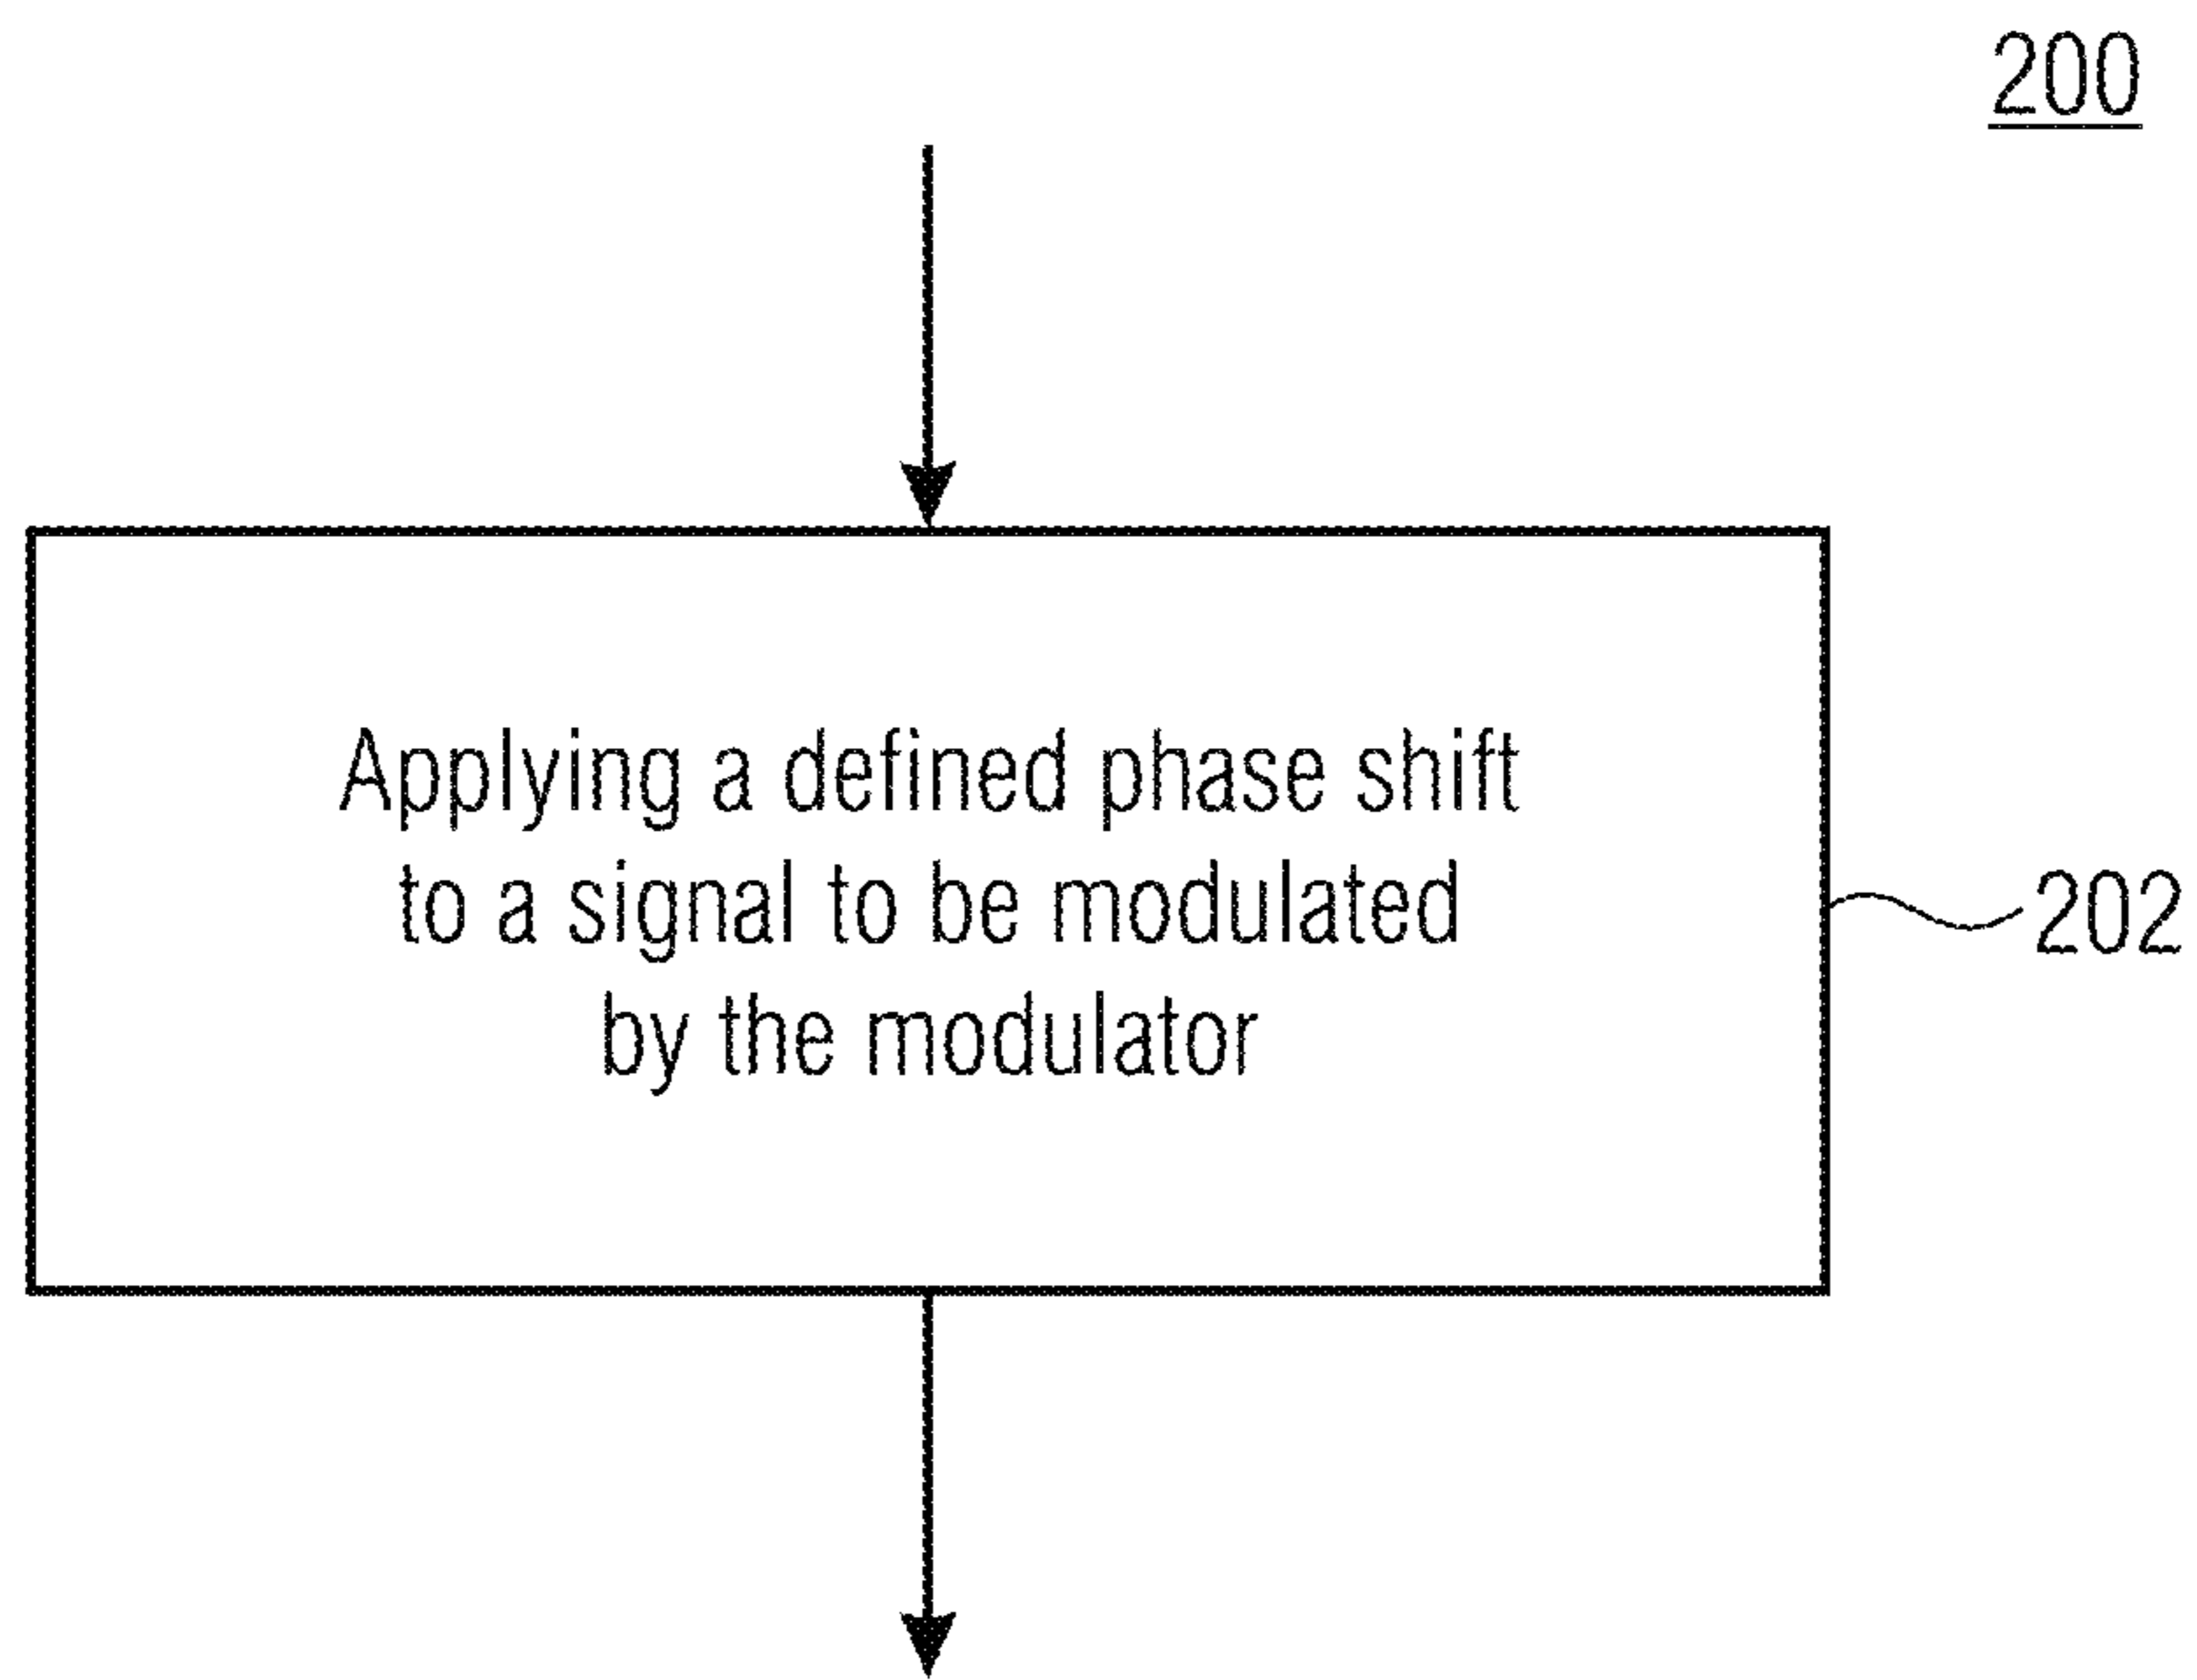 200
Applying a defined phase shift
to a signal to be modulated
by the modulator
202